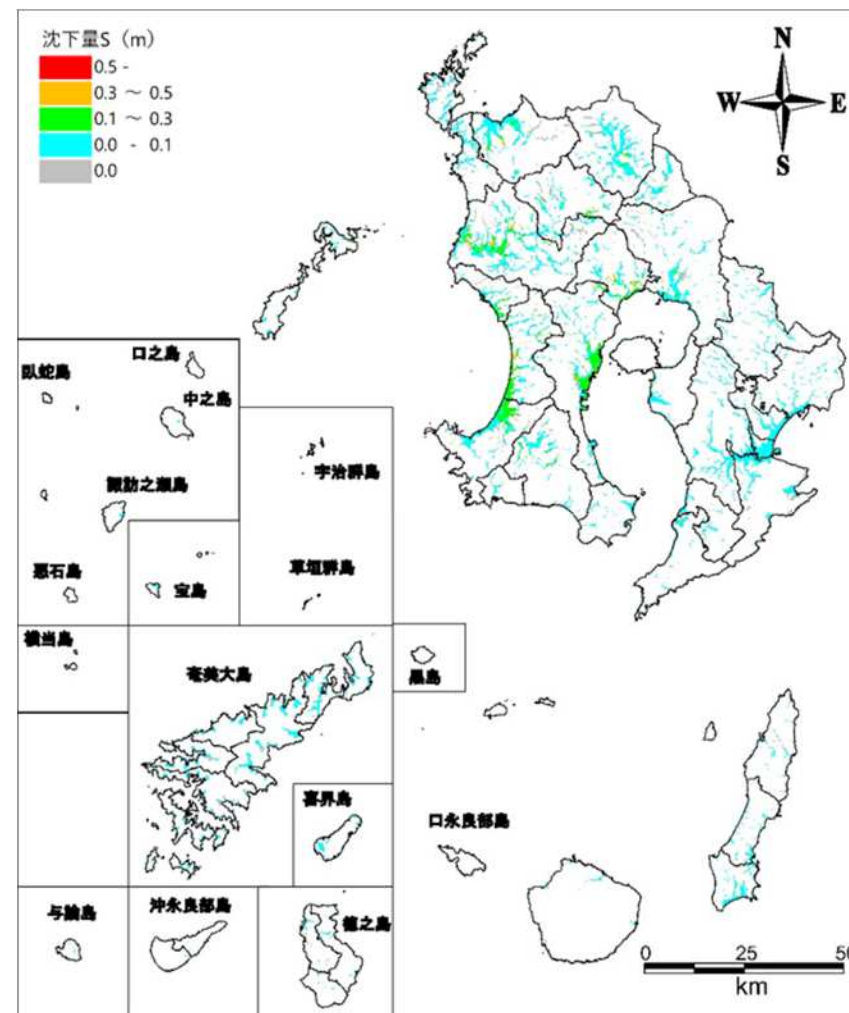 沈下量S（m）
0.5 -
0.3 ～ 0.5
0.1 ～ 0.3
0.0 - 0.1
0.0
N
W
E
S
口之島
臥蛇島
中之島
諏訪之瀬島
宇治群島
悪石島
宝島
草垣群島
横当島
奄美大島
黒島
喜界島
口永良部島
与論島
沖永良部島
徳之島
0 25 50
km